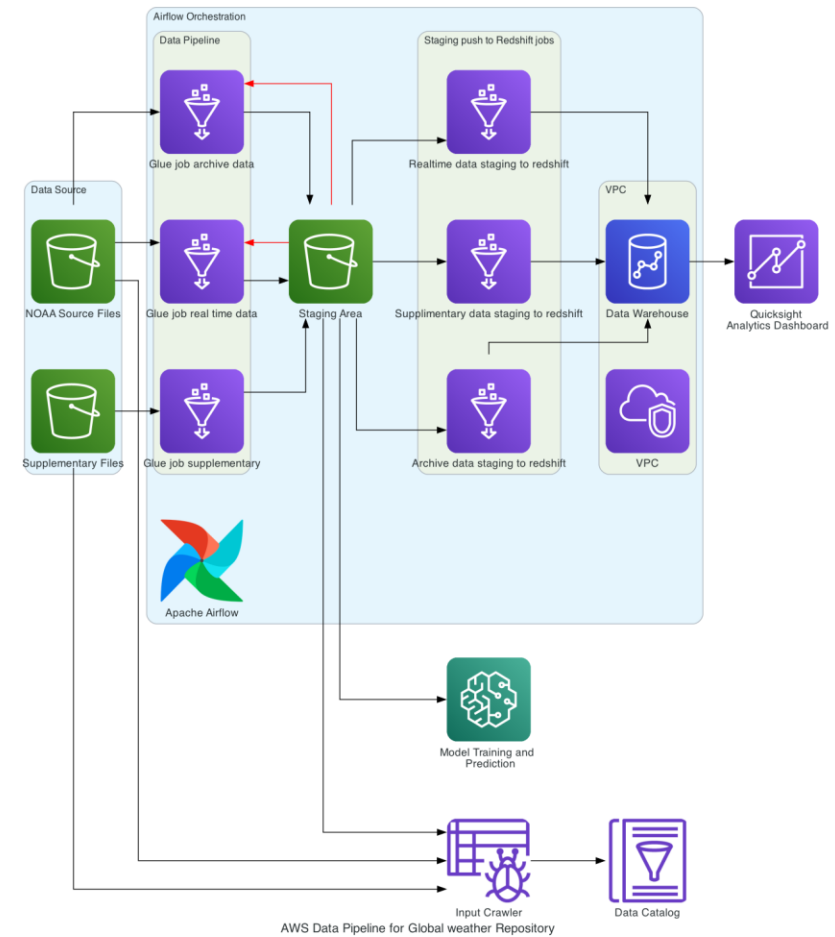 Airflow Orchestration
Data Pipeline
Staging push to Redshift jobs
Glue job archive data
Realtime data staging to redshift
Data Source
VPC
NOAA Source Files
Glue job real time data
Staging Area
Supplimentary data staging to redshift
Data Warehouse
Quicksight
Analytics Dashboard
Supplementary Files
Glue job supplementary
Archive data staging to redshift
VPC
Apache Airflow
Model Training and
Prediction
Input Crawler
Data Catalog
AWS Data Pipeline for Global weather Repository